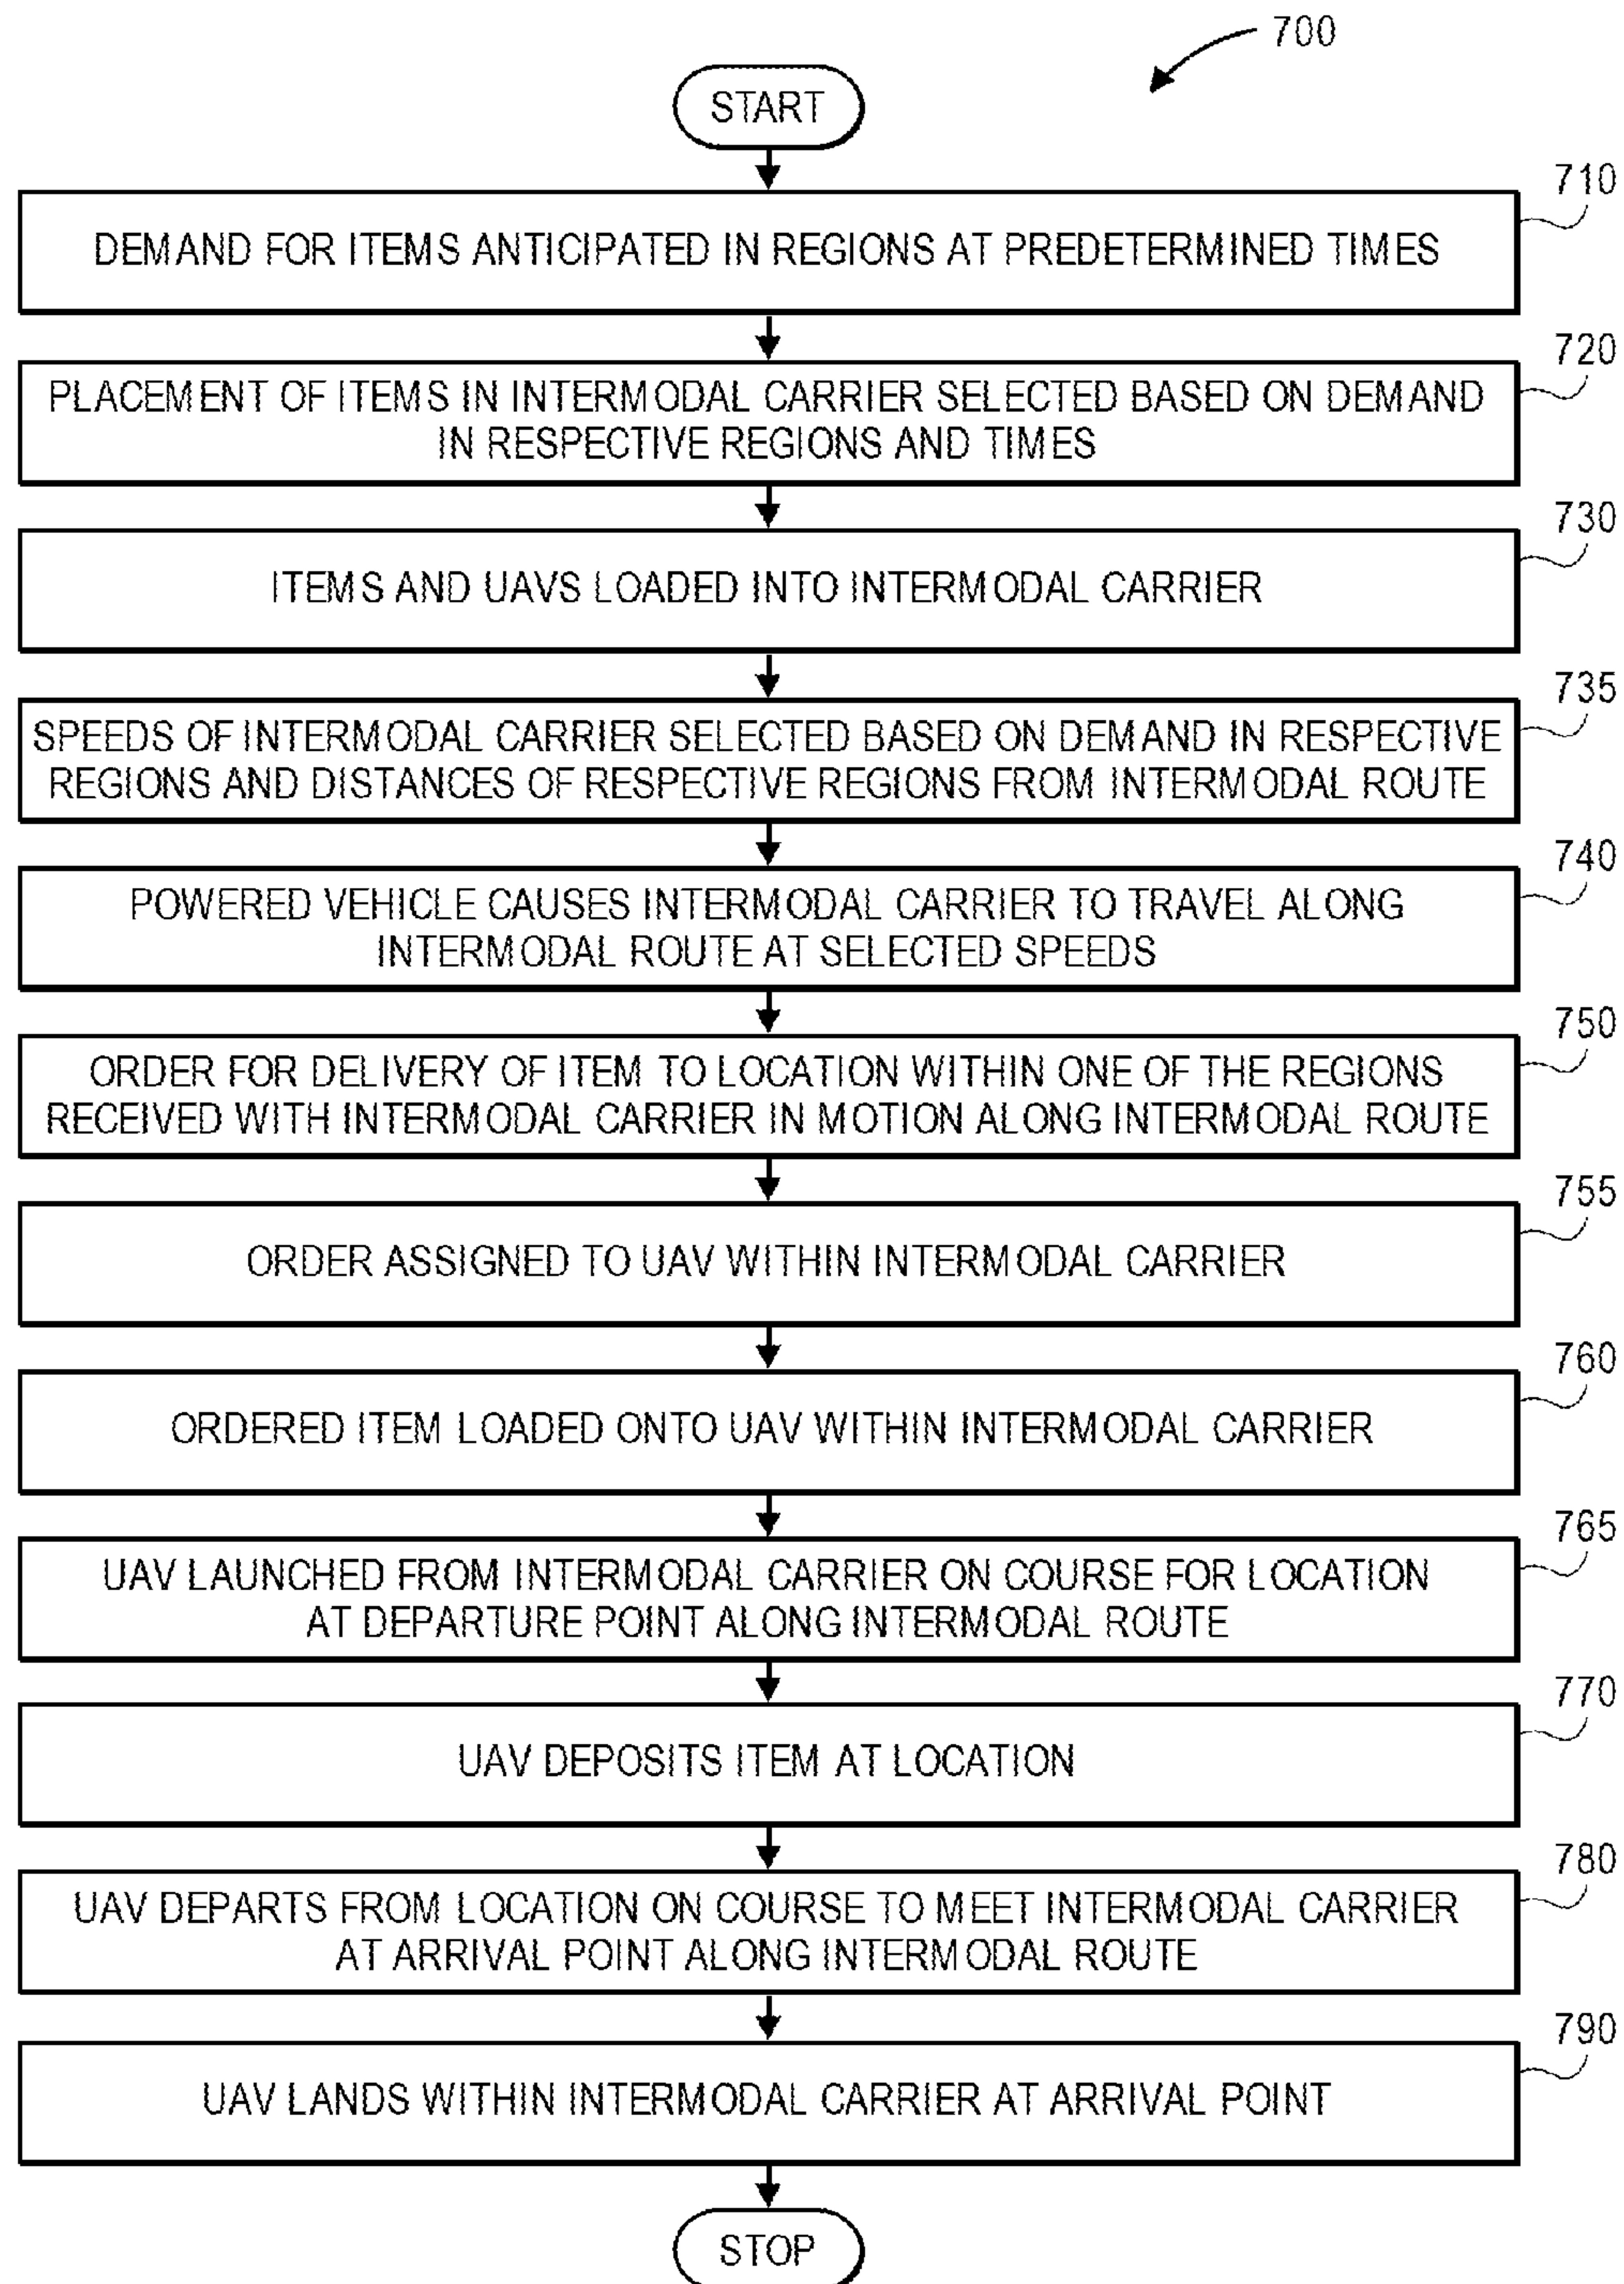 700
START
710
DEMAND FOR ITEMS ANTICIPATED IN REGIONS AT PREDETERMINED TIMES
720
PLACEMENT OF ITEMS IN INTERMODAL CARRIER SELECTED BASED ON DEMAND
IN RESPECTIVE REGIONS AND TIMES
730
ITEMS AND UAVS LOADED INTO INTERMODAL CARRIER
735
SPEEDS OF INTERMODAL CARRIER SELECTED BASED ON DEMAND IN RESPECTIVE
REGIONS AND DISTANCES OF RESPECTIVE REGIONS FROM INTERMODAL ROUTE
740
POWERED VEHICLE CAUSES INTERMODAL CARRIER TO TRAVEL ALONG
INTERMODAL ROUTE AT SELECTED SPEEDS
750
ORDER FOR DELIVERY OF ITEM TO LOCATION WITHIN ONE OF THE REGIONS
RECEIVED WITH INTERMODAL CARRIER IN MOTION ALONG INTERMODAL ROUTE
755
ORDER ASSIGNED TO UAV WITHIN INTERMODAL CARRIER
760
ORDERED ITEM LOADED ONTO UAV WITHIN INTERMODAL CARRIER
765
UAV LAUNCHED FROM INTERMODAL CARRIER ON COURSE FOR LOCATION
AT DEPARTURE POINT ALONG INTERMODAL ROUTE
770
UAV DEPOSITS ITEM AT LOCATION
780
UAV DEPARTS FROM LOCATION ON COURSE TO MEET INTERMODAL CARRIER
AT ARRIVAL POINT ALONG INTERMODAL ROUTE
790
UAV LANDS WITHIN INTERMODAL CARRIER AT ARRIVAL POINT
STOP